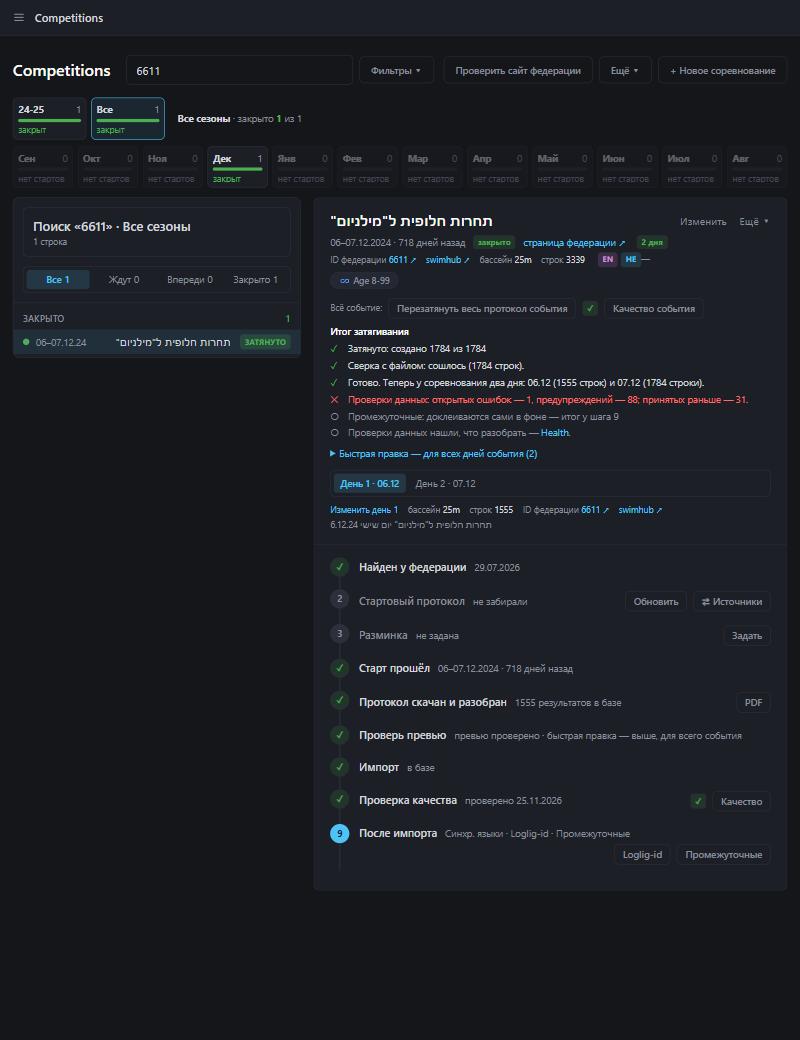 Competitions
Competitions 6611 Фильтры Проверить сайт федерации Ещё + Новое соревнование
24-25 1 Все 1
закрыт закрыт
Все сезоны · закрыто 1 из 1
Сен 0 Окт 0 Ноя 0 Дек 1 Янв 0 Фев 0 Мар 0 Апр 0 Май 0 Июн 0 Июл 0 Авг 0
нет стартов нет стартов нет стартов закрыт нет стартов нет стартов нет стартов нет стартов нет стартов нет стартов нет стартов нет стартов
Поиск «6611» · Все сезоны
1 строка
Все 1 Ждут 0 Впереди 0 Закрыто 1
ЗАКРЫТО 1
06–07.12.24 תחרות חלופית ל"מילניום" ЗАТЯНУТО
תחרות חלופית ל"מילניום" Изменить Ещё
06–07.12.2024 · 718 дней назад закрыто страница федерации ↗ 2 дня
ID федерации 6611 ↗ swimhub ↗ бассейн 25m строк 3339 EN HE —
Age 8-99
Всё событие: Перезатянуть весь протокол события ✓ Качество события
Итог затягивания
✓ Затянуто: создано 1784 из 1784
✓ Сверка с файлом: сошлось (1784 строк).
✓ Готово. Теперь у соревнования два дня: 06.12 (1555 строк) и 07.12 (1784 строки).
✕ Проверки данных: открытых ошибок — 1, предупреждений — 88; принятых раньше — 31.
○ Промежуточные: доклеиваются сами в фоне — итог у шага 9
○ Проверки данных нашли, что разобрать — Health.
▶ Быстрая правка — для всех дней события (2)
День 1 · 06.12 День 2 · 07.12
Изменить день 1 бассейн 25m строк 1555 ID федерации 6611 ↗ swimhub ↗
תחרות חלופית ל"מילניום" יום שישי 6.12.24
✓ Найден у федерации 29.07.2026
2 Стартовый протокол не забирали Обновить ⇄ Источники
3 Разминка не задана Задать
✓ Старт прошёл 06–07.12.2024 · 718 дней назад
✓ Протокол скачан и разобран 1555 результатов в базе PDF
✓ Проверь превью превью проверено · быстрая правка — выше, для всего события
✓ Импорт в базе
✓ Проверка качества проверено 25.11.2026 ✓ Качество
9 После импорта Синхр. языки · Loglig-id · Промежуточные
Loglig-id Промежуточные